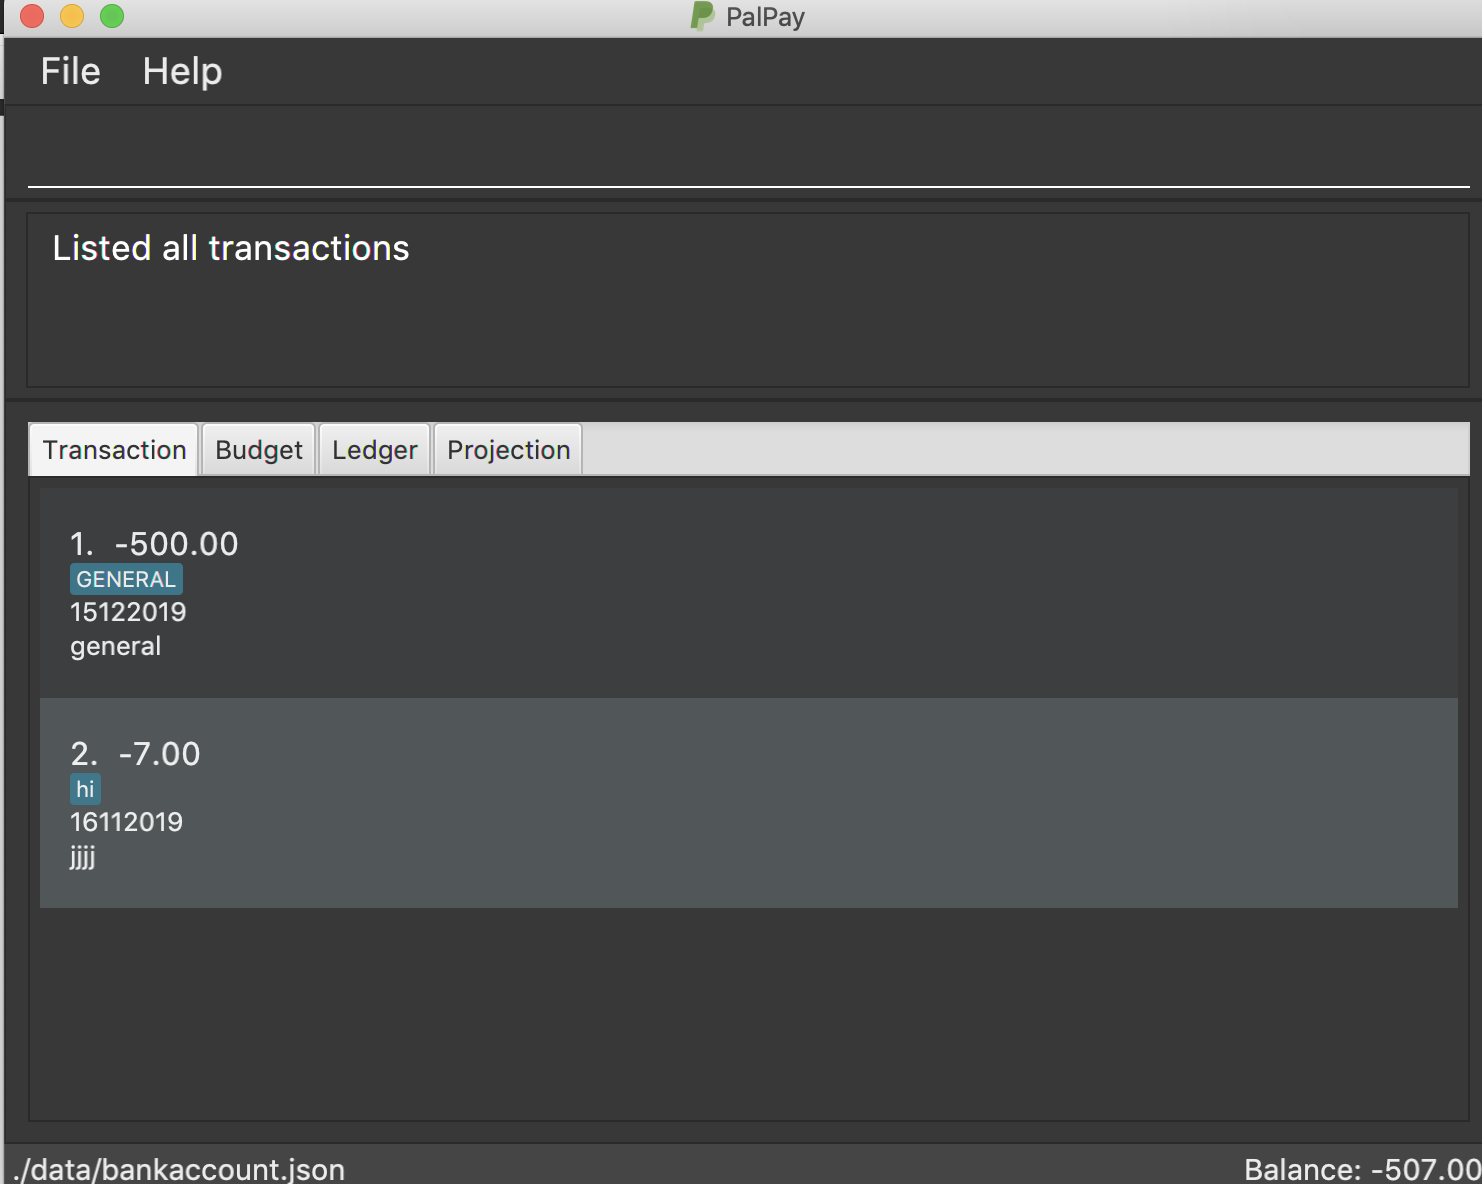 PalPay
File Help
Listed all transactions
Transaction Budget Ledger Projection
1. -500.00
GENERAL
15122019
general
2. -7.00
hi
16112019
jjjj
./data/bankaccount.json Balance: -507.00